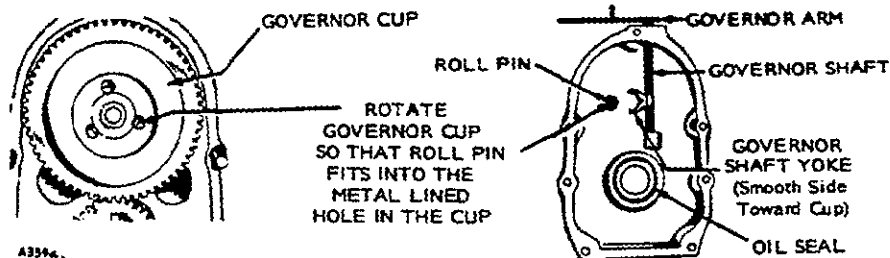 GOVERNOR CUP
ROTATE
GOVERNOR CUP
SO THAT ROLL PIN
FITS INTO THE
METAL LINED
HOLE IN THE CUP
GOVERNOR ARM
ROLL PIN
GOVERNOR SHAFT
GOVERNOR
SHAFT YOKE
(Smooth Side
Toward Cup)
OIL SEAL